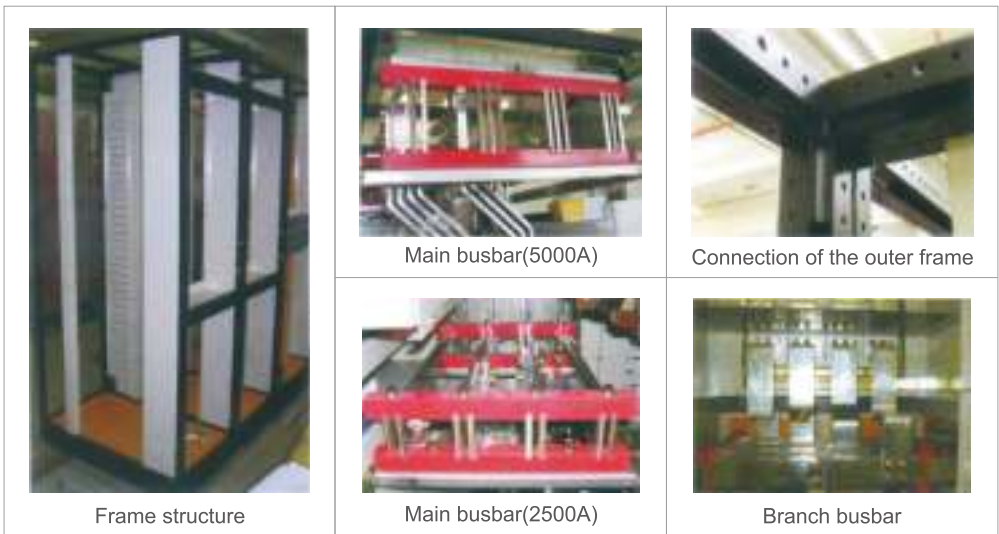 Main busbar(5000A)
Connection of the outer frame
Frame structure
Main busbar(2500A)
Branch busbar